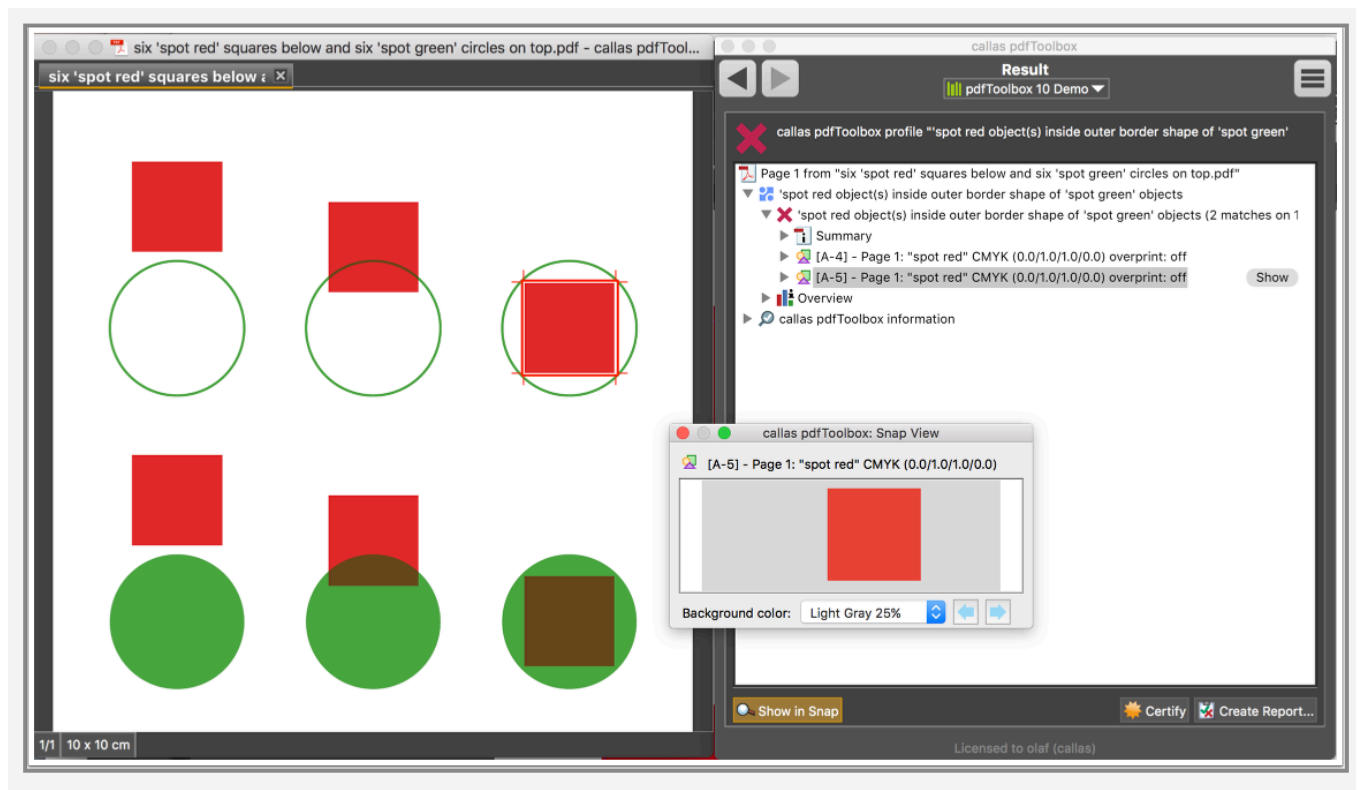 six 'spot red' squares below and six 'spot green' circles on top.pdf - callas pdfTool...
six 'spot red' squares below a
1/1 10 x 10 cm
callas pdfToolbox
Result
pdfToolbox 10 Demo
callas pdfToolbox profile "'spot red object(s) inside outer border shape of 'spot green'
Page 1 from "six 'spot red' squares below and six 'spot green' circles on top.pdf"
'spot red object(s) inside outer border shape of 'spot green' objects
'spot red object(s) inside outer border shape of 'spot green' objects (2 matches on 1
Summary
[A-4] - Page 1: "spot red" CMYK (0.0/1.0/1.0/0.0) overprint: off
[A-5] - Page 1: "spot red" CMYK (0.0/1.0/1.0/0.0) overprint: off
Show
Overview
callas pdfToolbox information
callas pdfToolbox: Snap View
[A-5] - Page 1: "spot red" CMYK (0.0/1.0/1.0/0.0)
Background color: Light Gray 25%
Show in Snap
Certify
Create Report...
Licensed to olaf (callas)